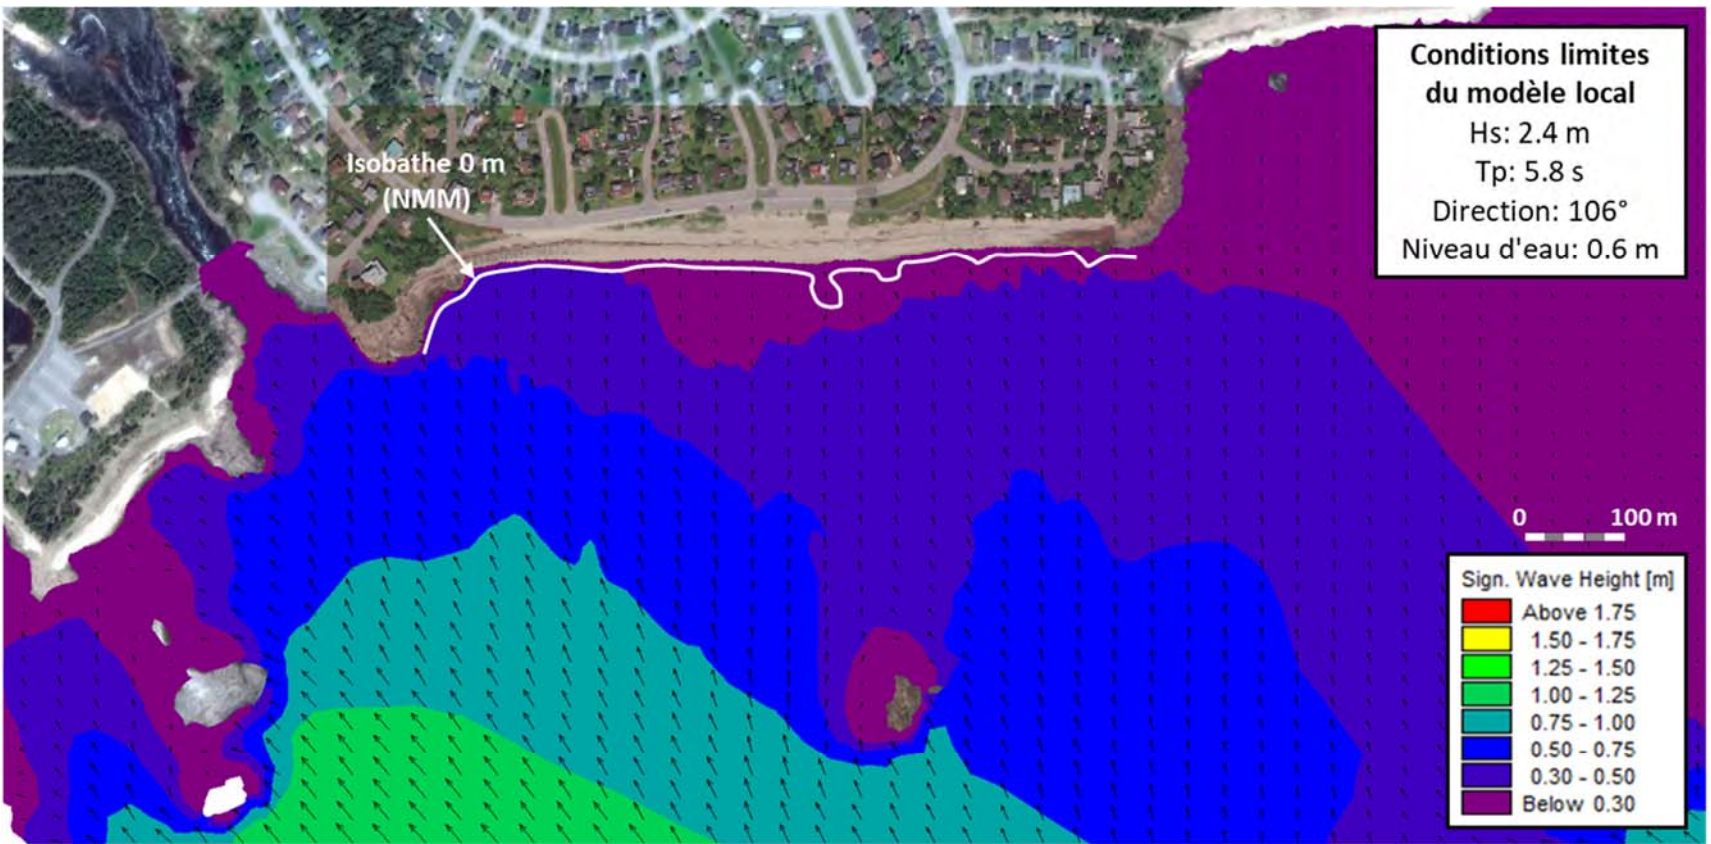 Isobathe 0 m
(NMM)
Conditions limites
du modèle local
Hs: 2.4 m
Tp: 5.8 s
Direction: 106°
Niveau d'eau: 0.6 m
0 100 m
Sign. Wave Height [m]
Above 1.75
1.50 - 1.75
1.25 - 1.50
1.00 - 1.25
0.75 - 1.00
0.50 - 0.75
0.30 - 0.50
Below 0.30